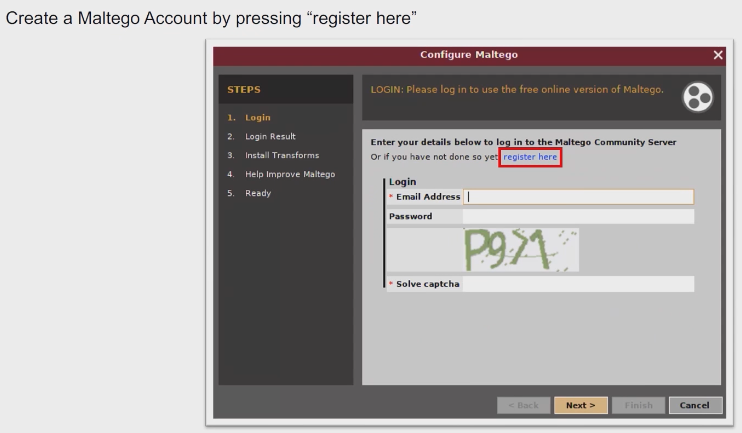 Create a Maltego Account by pressing “register here”
Configure Maltego
STEPS
1. Login
2. Login Result
3. Install Transforms
4. Help Improve Maltego
5. Ready
LOGIN: Please log in to use the free online version of Maltego.
Enter your details below to log in to the Maltego Community Server
Or if you have not done so yet register here
Login
* Email Address
Password
* Solve captcha
< Back Next > Finish Cancel